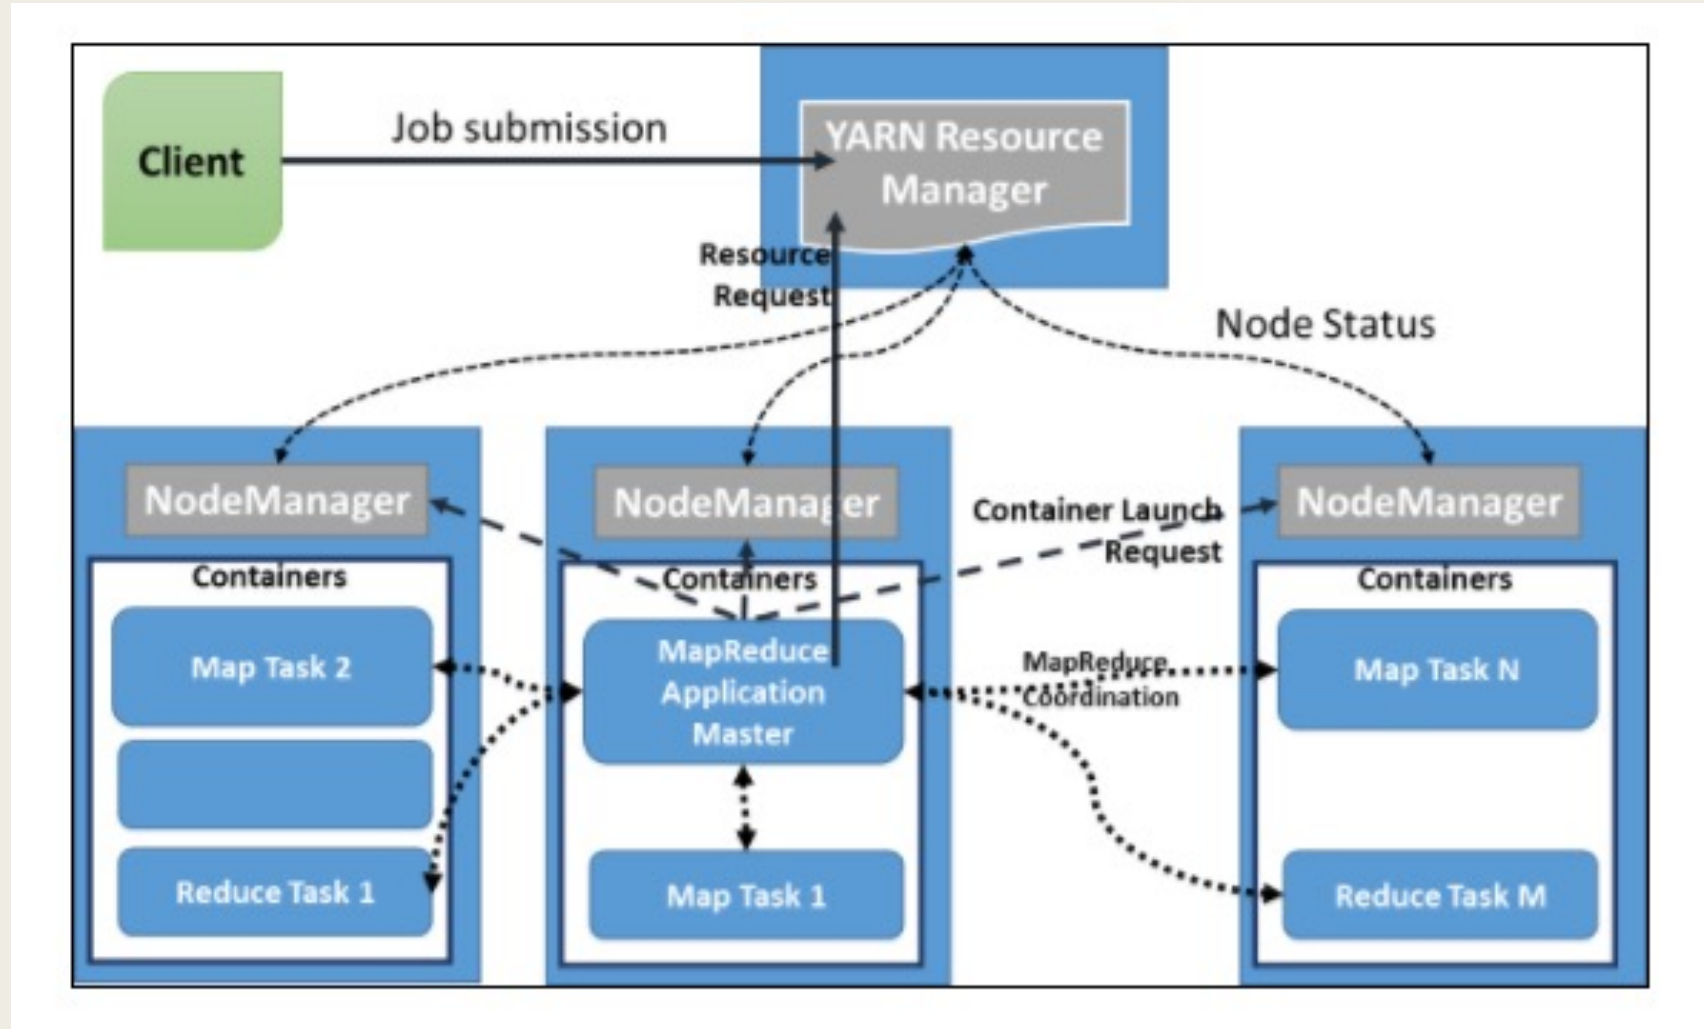 Client
Job submission
YARN Resource
Manager
Resource
Request
Node Status
NodeManager
NodeManager
Container Launch
Request
NodeManager
Containers
Map Task 2
Reduce Task 1
Containers
MapReduce
Application
Master
Map Task 1
MapReduce
Coordination
Containers
Map Task N
Reduce Task M